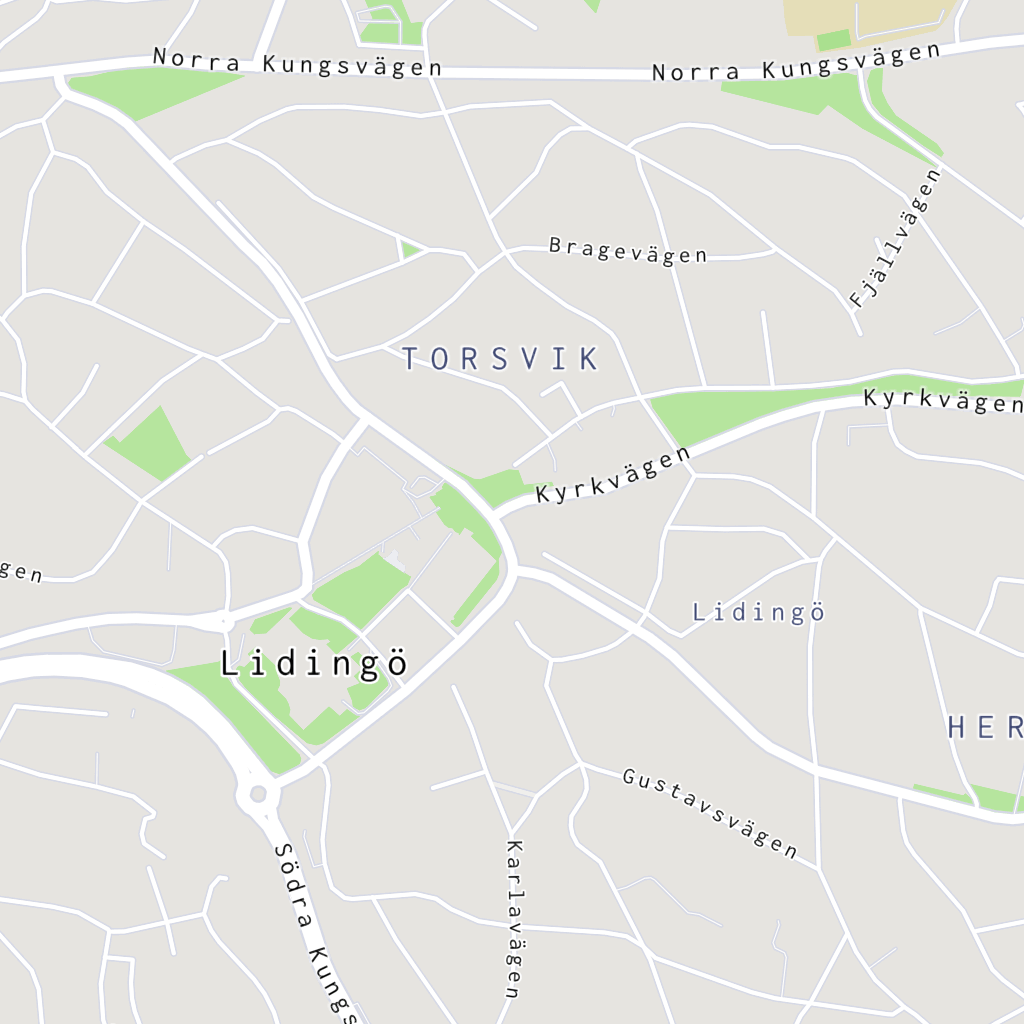 Norra Kungsvägen
Norra Kungsvägen
Fjällvägen
Bragevägen
TORSVIK
Kyrkvägen
Kyrkvägen
gen
Lidingö
Lidingö
HER
Gustavsvägen
Karlavägen
Södra Kungs